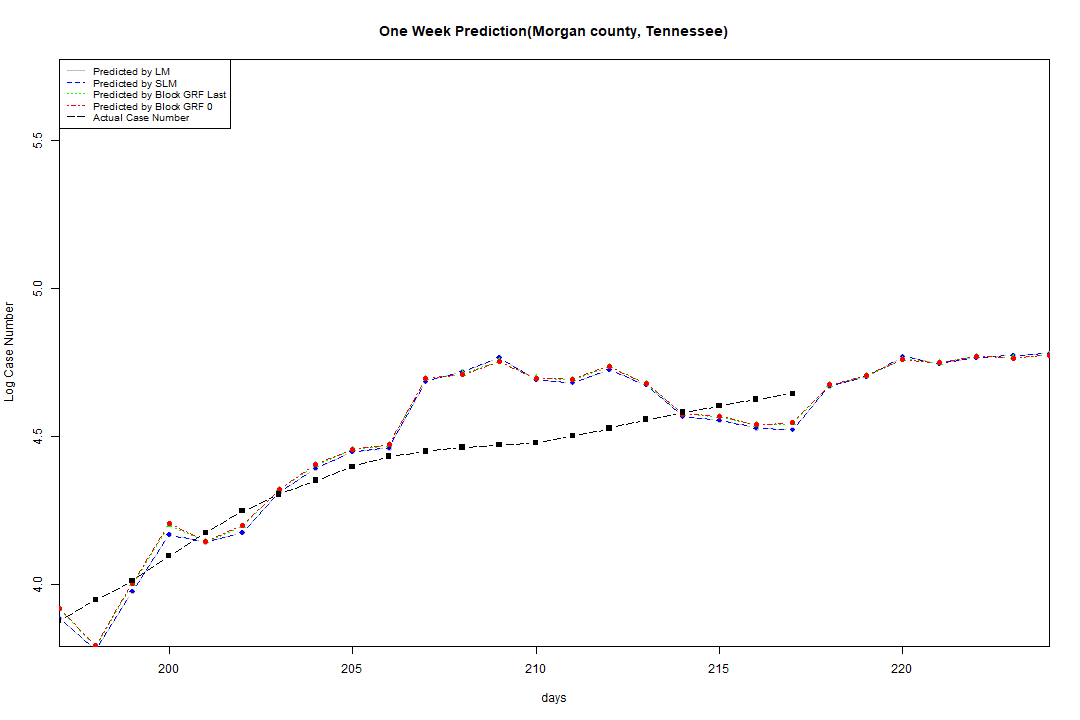 One Week Prediction(Morgan county, Tennessee)
Predicted by LM
Predicted by SLM
Predicted by Block GRF Last
Predicted by Block GRF 0
Actual Case Number
5.5
5.0
4.5
4.0
Log Case Number
200 205 210 215 220
days